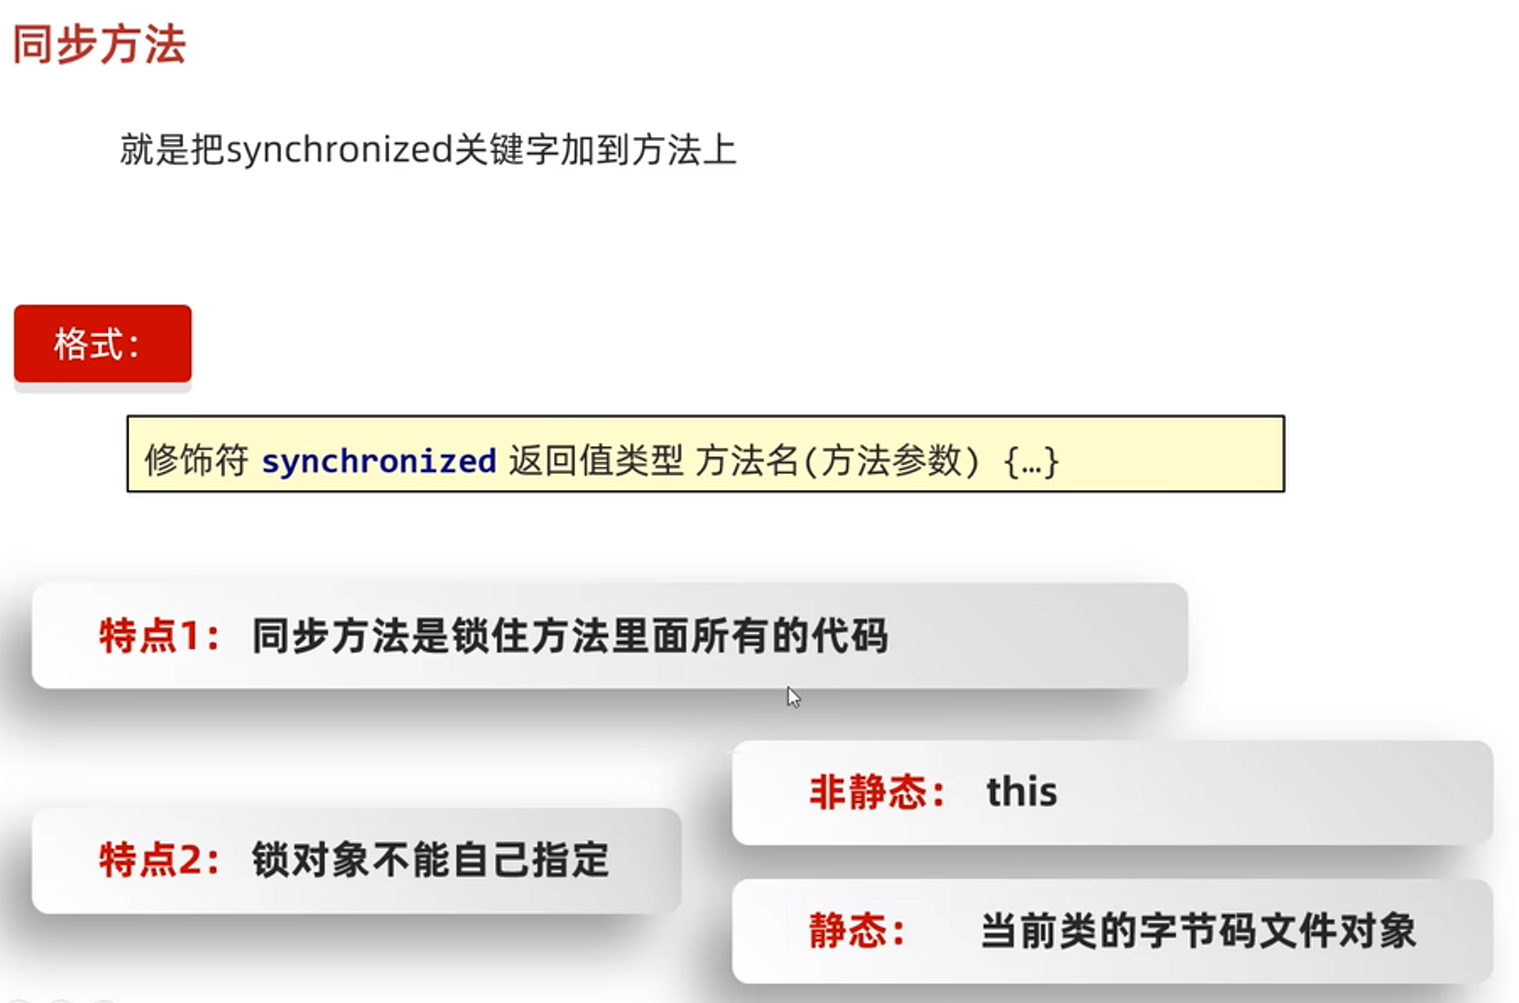 同步方法
就是把synchronized关键字加到方法上
格式：
修饰符 synchronized 返回值类型 方法名(方法参数) {…}
特点1： 同步方法是锁住方法里面所有的代码
特点2： 锁对象不能自己指定
非静态： this
静态： 当前类的字节码文件对象